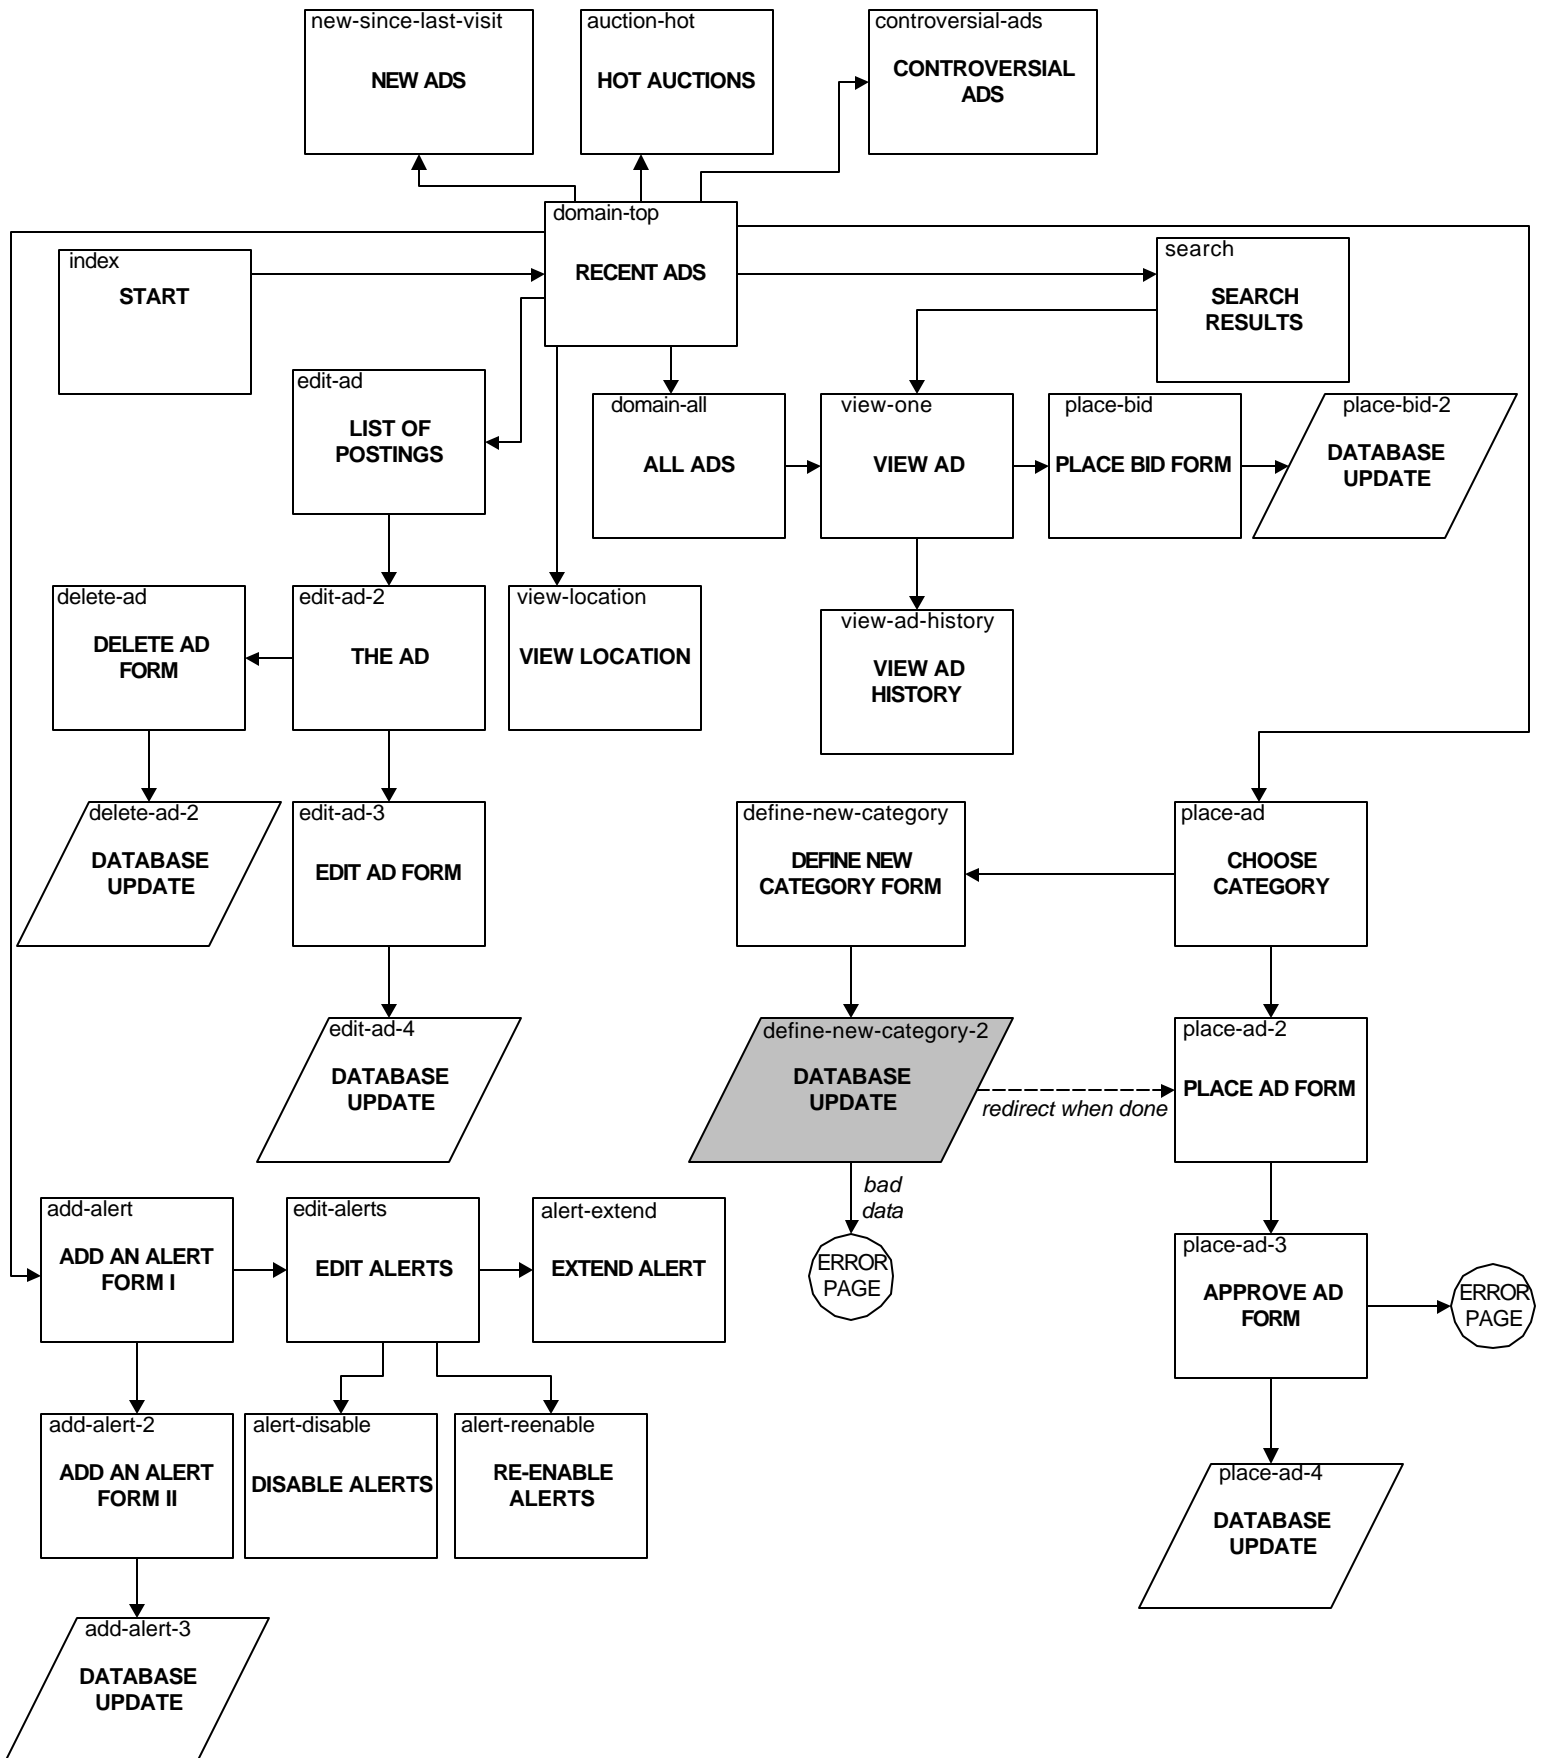 new-since-last-visit
NEW ADS
auction-hot
HOT AUCTIONS
controversial-ads
CONTROVERSIAL
ADS
domain-top
RECENT ADS
index
START
search
SEARCH
RESULTS
edit-ad
LIST OF
POSTINGS
domain-all
ALL ADS
view-one
VIEW AD
place-bid
PLACE BID FORM
place-bid-2
DATABASE
UPDATE
delete-ad
DELETE AD
FORM
edit-ad-2
THE AD
view-location
VIEW LOCATION
view-ad-history
VIEW AD
HISTORY
delete-ad-2
DATABASE
UPDATE
edit-ad-3
EDIT AD FORM
define-new-category
DEFINE NEW
CATEGORY FORM
place-ad
CHOOSE
CATEGORY
edit-ad-4
DATABASE
UPDATE
define-new-category-2
DATABASE
UPDATE
redirect when done
place-ad-2
PLACE AD FORM
bad
data
ERROR
PAGE
add-alert
ADD AN ALERT
FORM I
edit-alerts
EDIT ALERTS
alert-extend
EXTEND ALERT
place-ad-3
APPROVE AD
FORM
ERROR
PAGE
add-alert-2
ADD AN ALERT
FORM II
alert-disable
DISABLE ALERTS
alert-reenable
RE-ENABLE
ALERTS
place-ad-4
DATABASE
UPDATE
add-alert-3
DATABASE
UPDATE